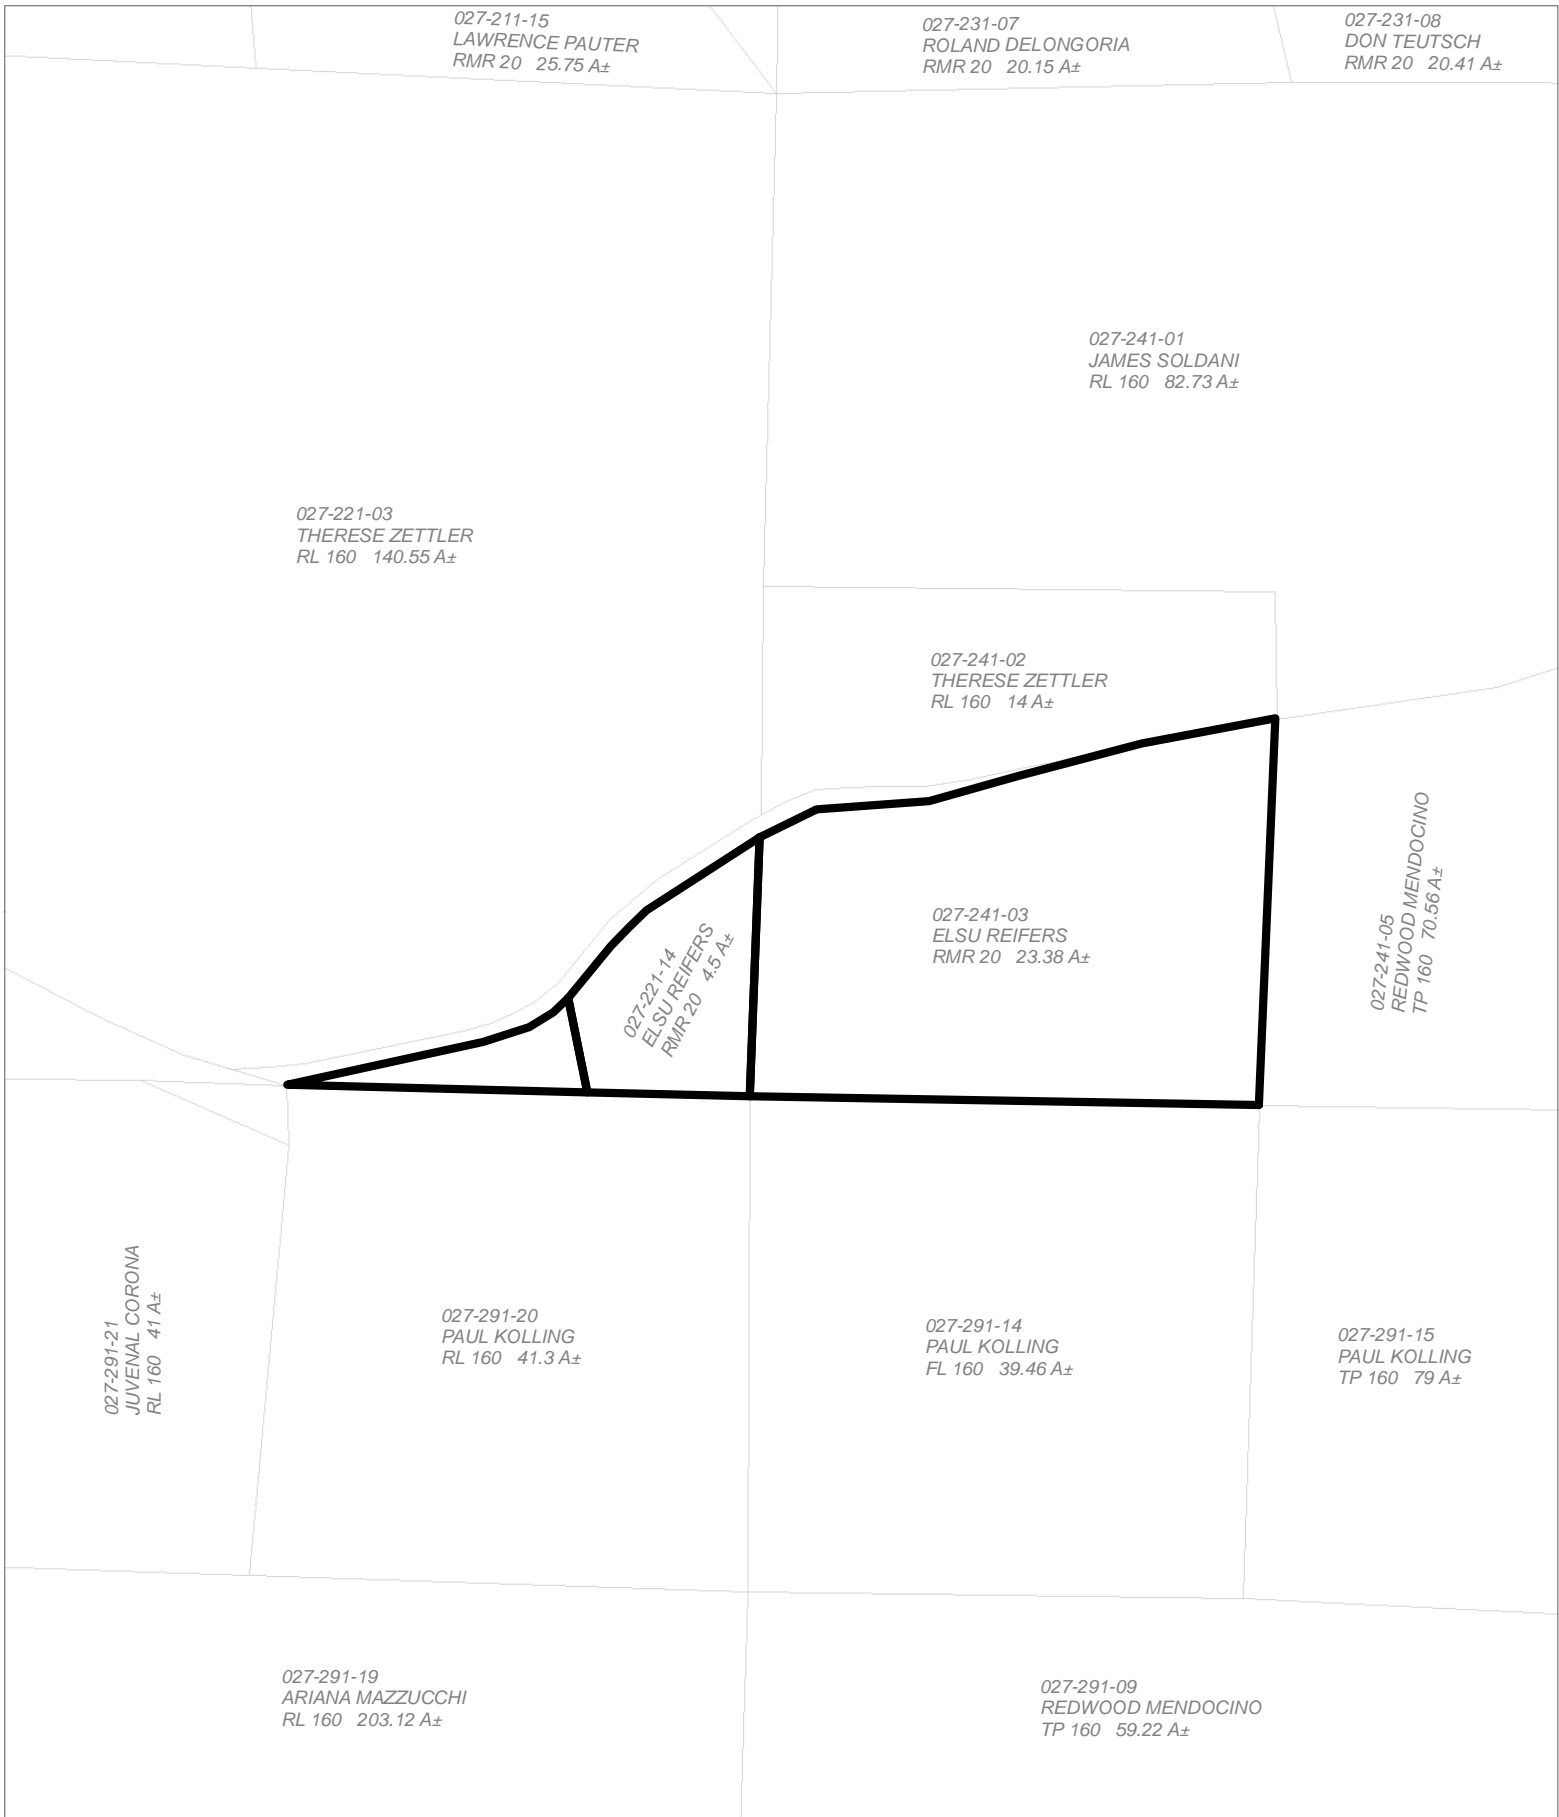 027-211-15
LAWRENCE PAUTER
RMR 20 25.75 A±
027-231-07
ROLAND DELONGORIA
RMR 20 20.15 A±
027-231-08
DON TEUTSCH
RMR 20 20.41 A±
027-241-01
JAMES SOLDANI
RL 160 82.73 A±
027-221-03
THERESE ZETTLER
RL 160 140.55 A±
027-241-02
THERESE ZETTLER
RL 160 14 A±
027-241-05
REDWOOD MENDOCINO
TP 160 70.56 A±
027-241-03
ELSU REIFERS
RMR 20 23.38 A±
027-221-14
ELSU REIFERS
RMR 20 4.5 A±
027-291-21
JUVENAL CORONA
RL 160 41 A±
027-291-20
PAUL KOLLING
RL 160 41.3 A±
027-291-14
PAUL KOLLING
FL 160 39.46 A±
027-291-15
PAUL KOLLING
TP 160 79 A±
027-291-19
ARIANA MAZZUCCHI
RL 160 203.12 A±
027-291-09
REDWOOD MENDOCINO
TP 160 59.22 A±